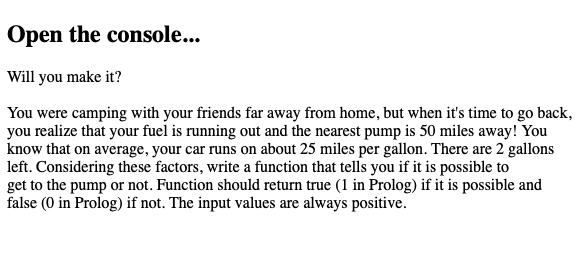 Open the console...
Will you make it?
You were camping with your friends far away from home, but when it's time to go back,
you realize that your fuel is running out and the nearest pump is 50 miles away! You
know that on average, your car runs on about 25 miles per gallon. There are 2 gallons
left. Considering these factors, write a function that tells you if it is possible to
get to the pump or not. Function should return true (1 in Prolog) if it is possible and
false (0 in Prolog) if not. The input values are always positive.